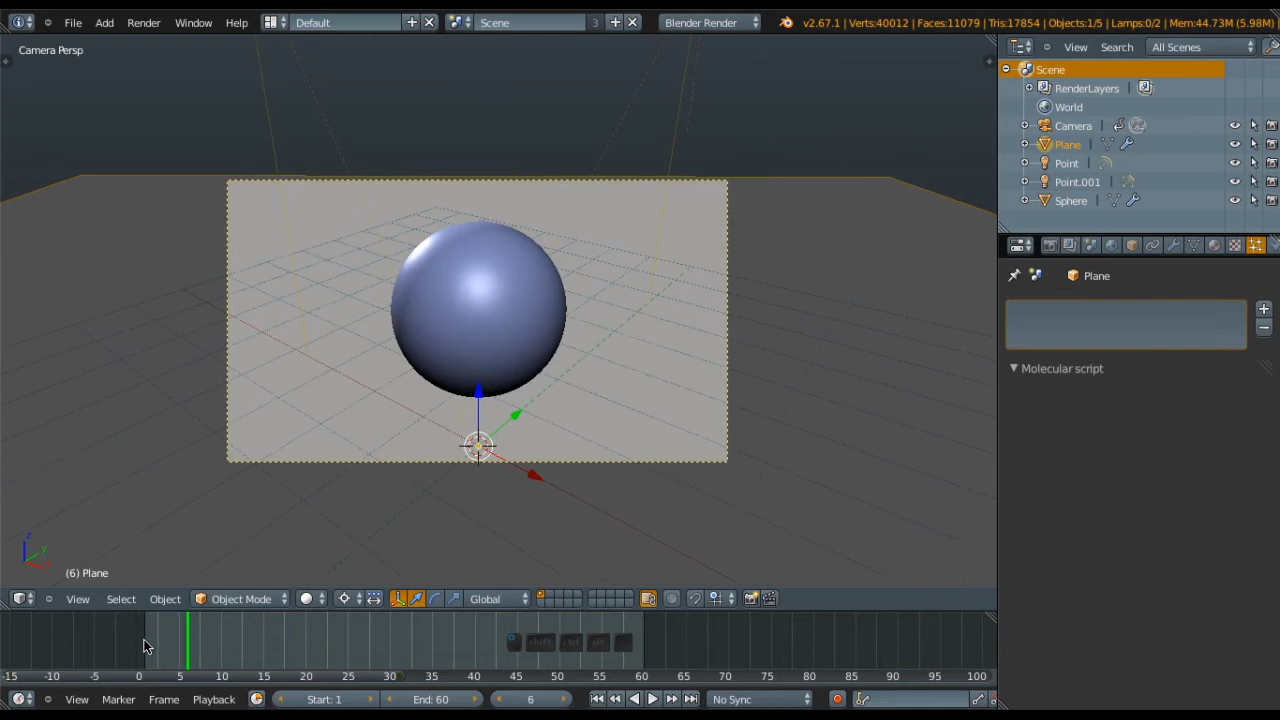 File Add Render Window Help Default Scene 3 Blender Render v2.67.1 | Verts:40012 | Faces:11079 | Tris:17854 | Objects:1/5 | Lamps:0/2 | Mem:44.73M (5.98M)
Camera Persp
View Search All Scenes
Scene
RenderLayers
World
Camera
Plane
Point
Point.001
Sphere
Plane
Molecular script
z
y
(6) Plane
View Select Object Object Mode Global
shift ctrl alt
-15 -10 -5 0 5 10 15 20 25 30 35 40 45 50 55 60 65 70 75 80 85 90 95 100
View Marker Frame Playback Start: 1 End: 60 6 No Sync